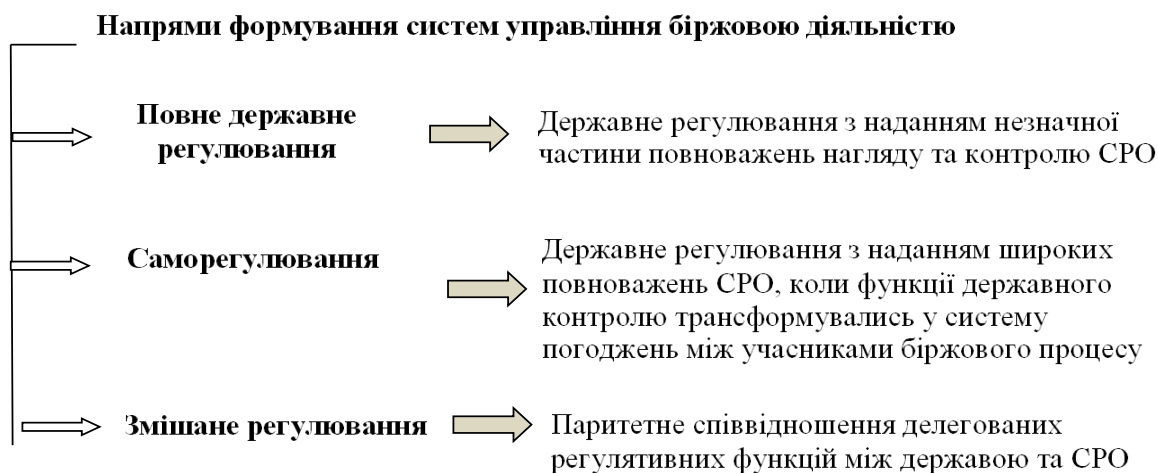 Напрями формування систем управління біржовою діяльністю
Повне державне
регулювання
Державне регулювання з наданням незначної
частини повноважень нагляду та контролю СРО
Саморегулювання
Державне регулювання з наданням широких
повноважень СРО, коли функції державного
контролю трансформувались у систему
погоджень між учасниками біржового процесу
Змішане регулювання
Паритетне співвідношення делегованих
регулятивних функцій між державою та СРО